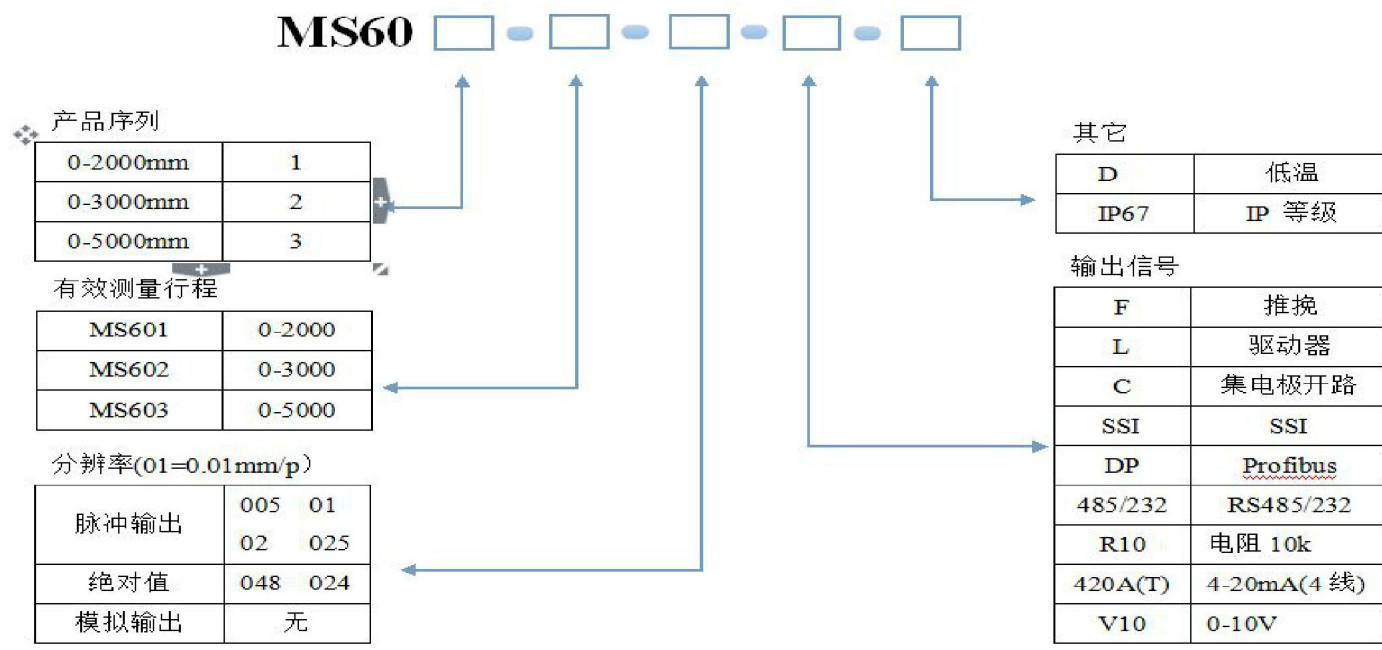 MS60
产品序列
0-2000mm 1
0-3000mm 2
0-5000mm 3
有效测量行程
MS601 0-2000
MS602 0-3000
MS603 0-5000
分辨率(01=0.01mm/p）
脉冲输出 005 01
02 025
绝对值 048 024
模拟输出 无
其它
D 低温
IP67 IP 等级
输出信号
F 推挽
L 驱动器
C 集电极开路
SSI SSI
DP Profibus
485/232 RS485/232
R10 电阻 10k
420A(T) 4-20mA(4 线)
V10 0-10V